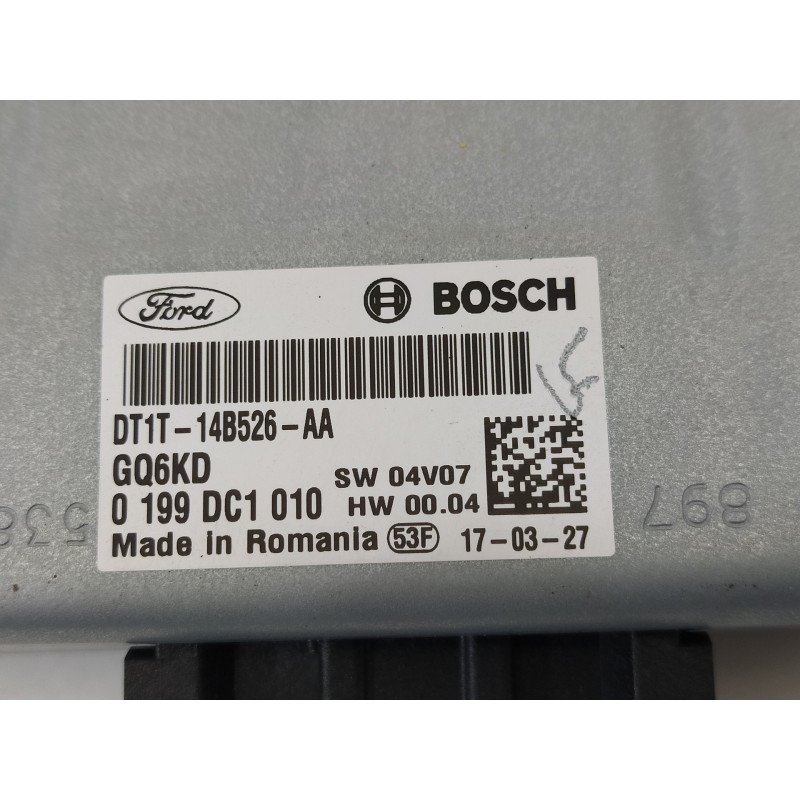 Ford BOSCH
DT1T-14B526-AA
GQ6KD SW 04V07
0 199 DC1 010 HW 00.04
Made in Romania 53F 17-03-27
538
897